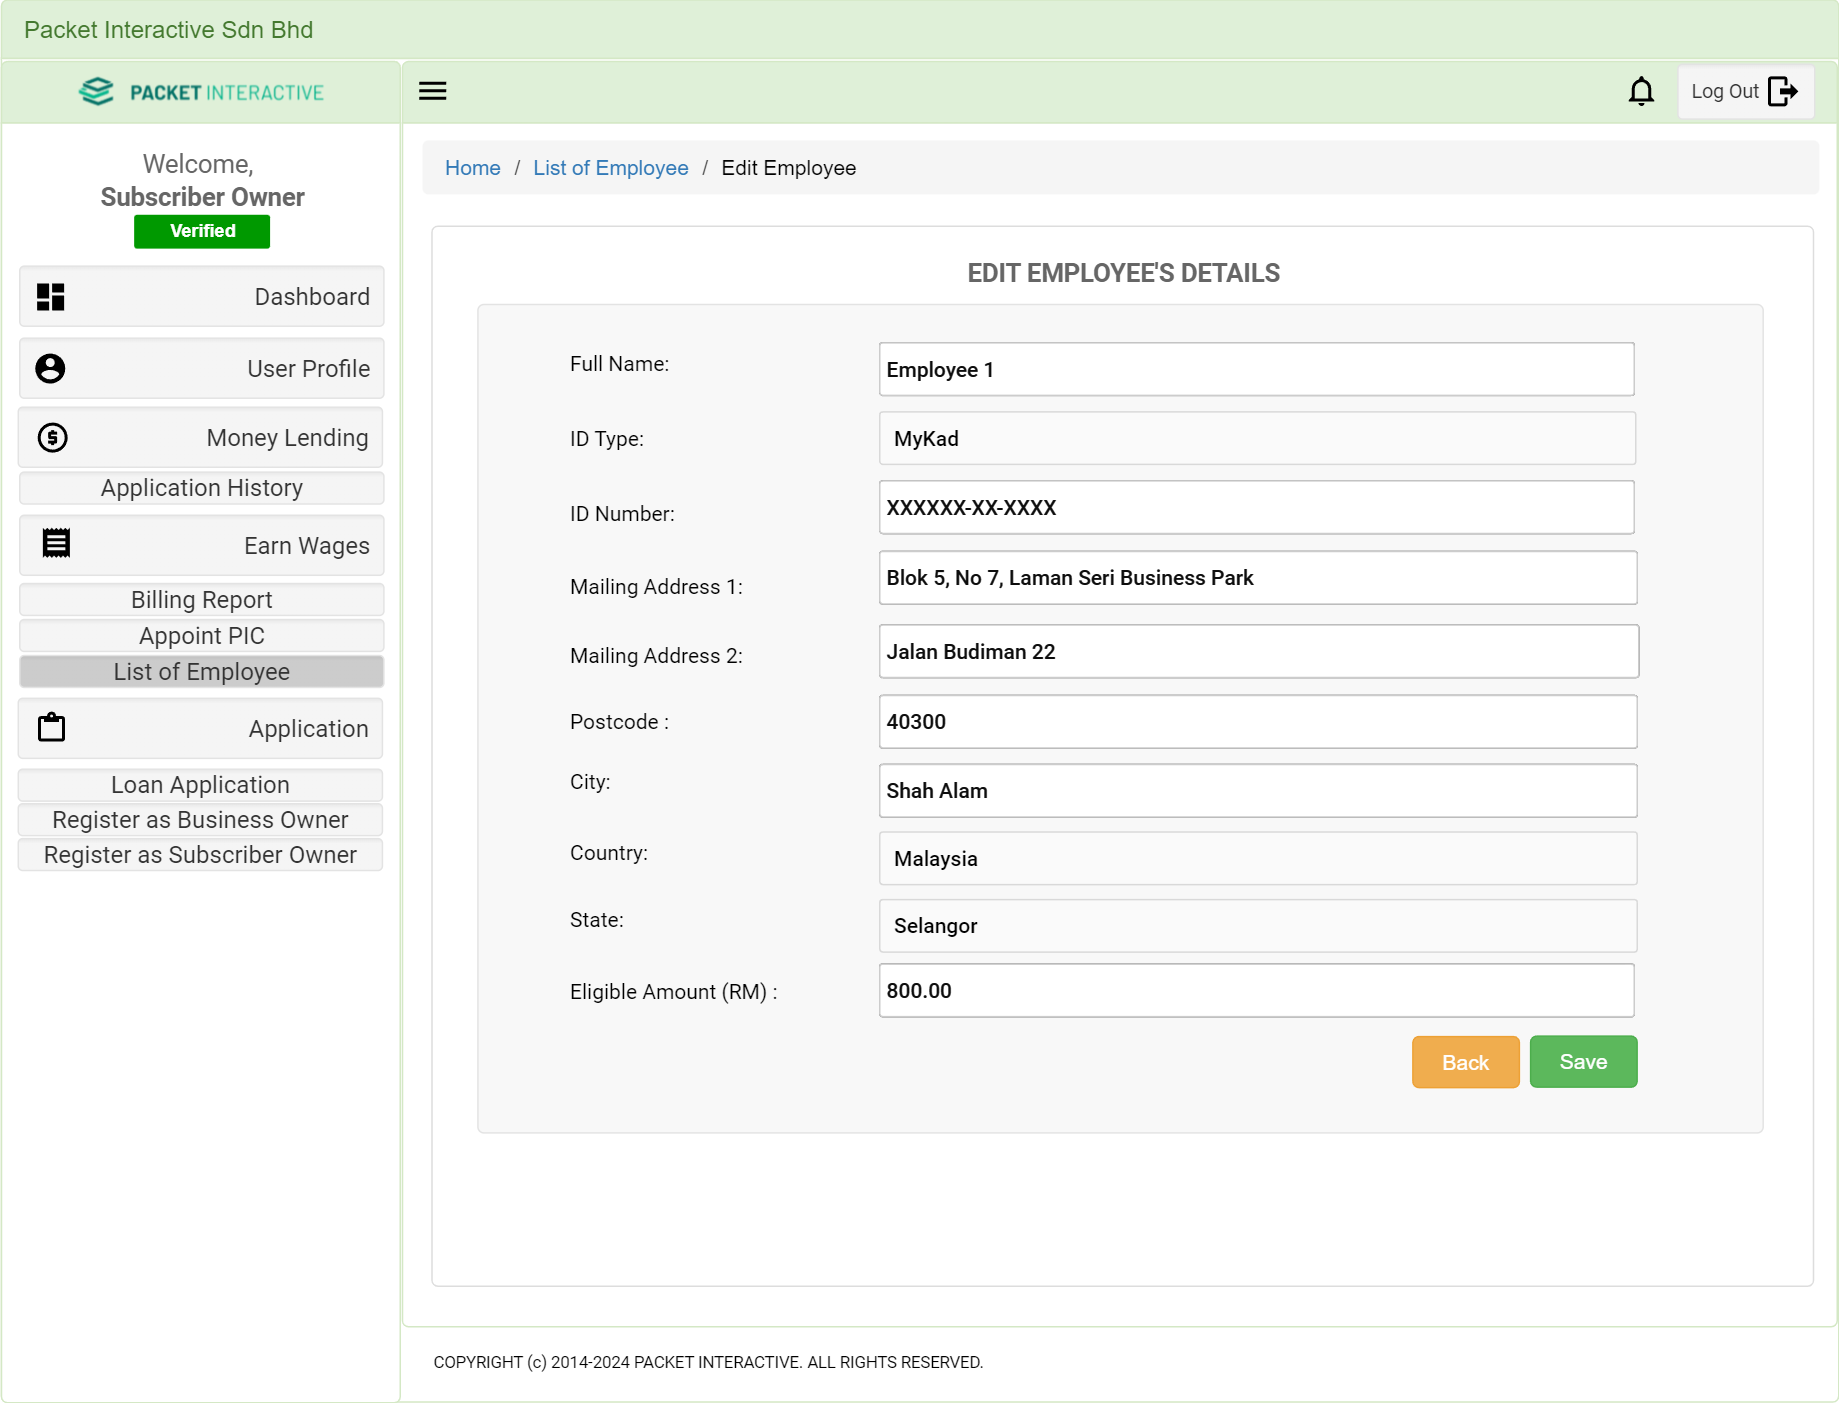 Packet Interactive Sdn Bhd
PACKET INTERACTIVE
Log Out
Welcome,
Subscriber Owner
Verified
Dashboard
User Profile
Money Lending
Application History
Earn Wages
Billing Report
Appoint PIC
List of Employee
Application
Loan Application
Register as Business Owner
Register as Subscriber Owner
Home / List of Employee / Edit Employee
EDIT EMPLOYEE'S DETAILS
Full Name: Employee 1
ID Type: MyKad
ID Number: XXXXXX-XX-XXXX
Mailing Address 1: Blok 5, No 7, Laman Seri Business Park
Mailing Address 2: Jalan Budiman 22
Postcode : 40300
City: Shah Alam
Country: Malaysia
State: Selangor
Eligible Amount (RM) : 800.00
Back Save
COPYRIGHT (c) 2014-2024 PACKET INTERACTIVE. ALL RIGHTS RESERVED.